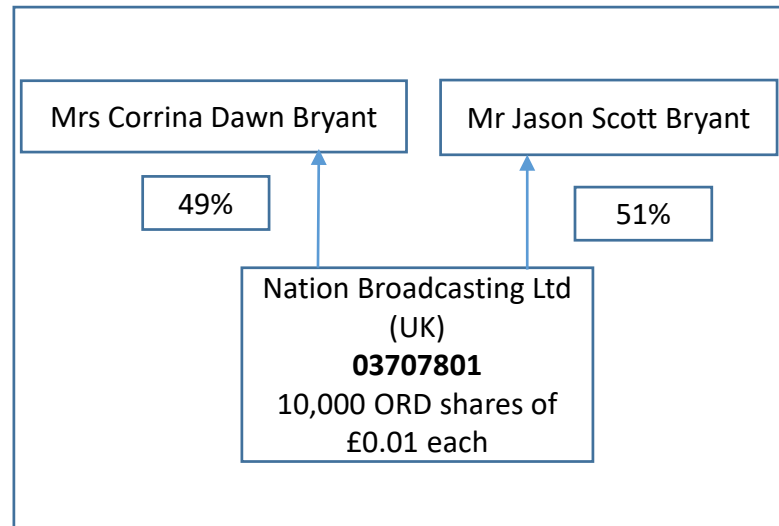 Mrs Corrina Dawn Bryant
Mr Jason Scott Bryant
49%
51%
Nation Broadcasting Ltd
(UK)
03707801
10,000 ORD shares of
£0.01 each